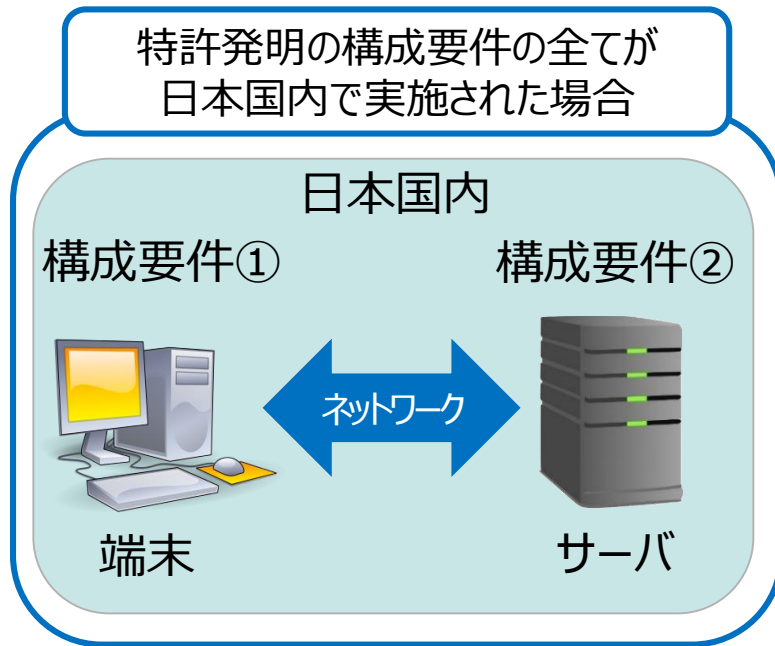 特許発明の構成要件の全てが
日本国内で実施された場合
日本国内
構成要件①
構成要件②
ネットワーク
端末
サーバ